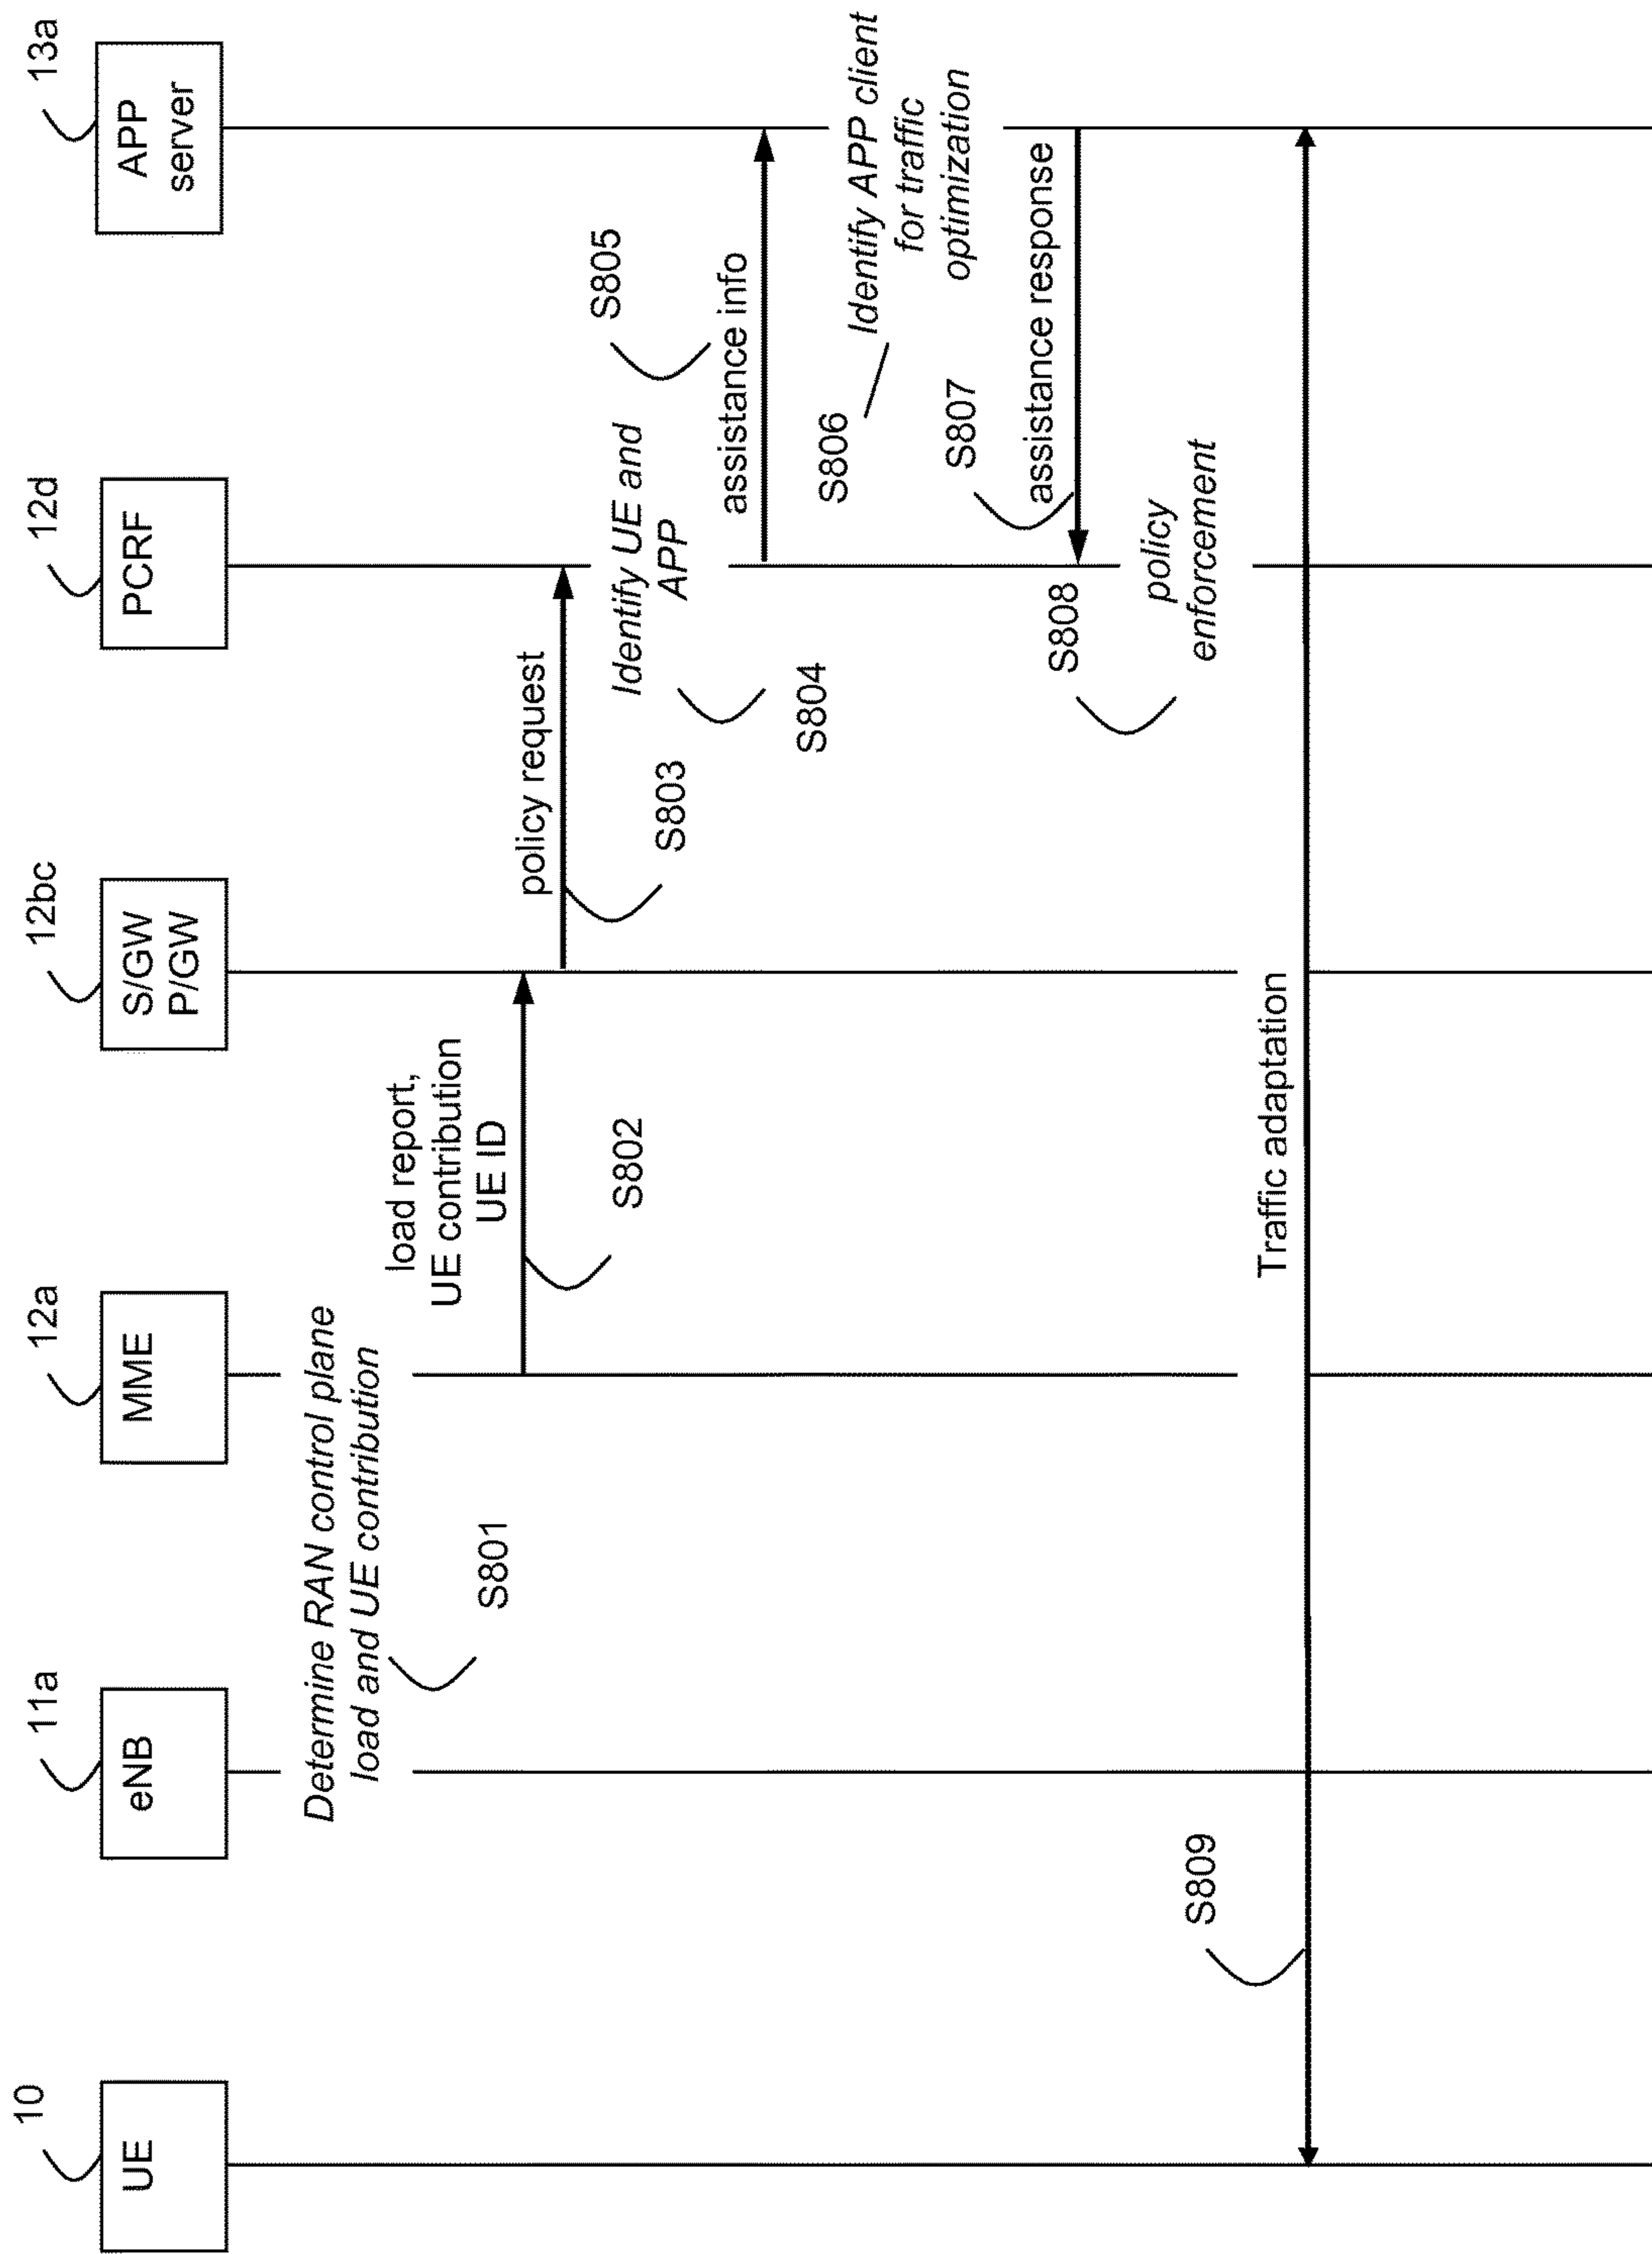 10
UE
11a
eNB
12a
MME
12bc
S/GW
P/GW
12d
PCRF
13a
APP
server
Determine RAN control plane
load and UE contribution
S801
load report,
UE contribution
UE ID
S802
policy request
S803
Identify UE and
APP
S804
S805
assistance info
S806
Identify APP client
for traffic
optimization
S807
assistance response
S808
policy
enforcement
S809
Traffic adaptation